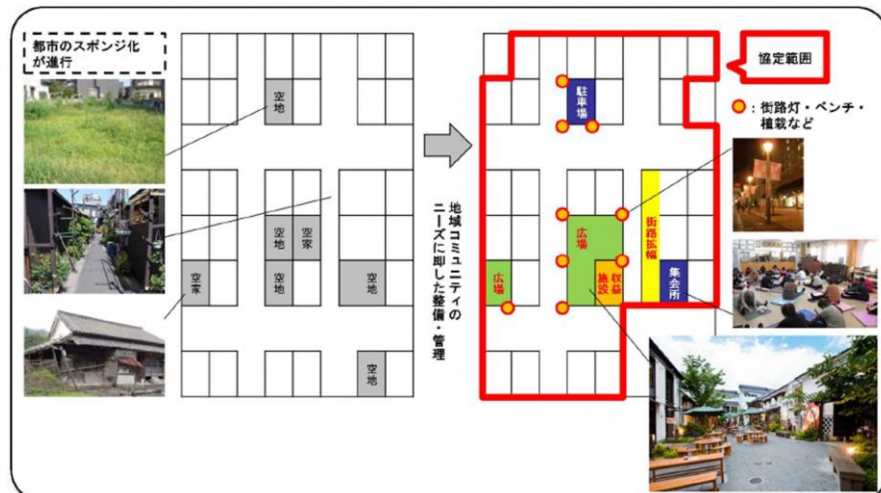 都市のスポンジ化
が進行
空地
空地
空家
空家
空地
空地
空地
地域コミュニティの
ニーズに即した整備・管理
協定範囲
：街路灯・ベンチ・
植栽など
駐車場
広場
街路拡幅
広場
収益
施設
集会所